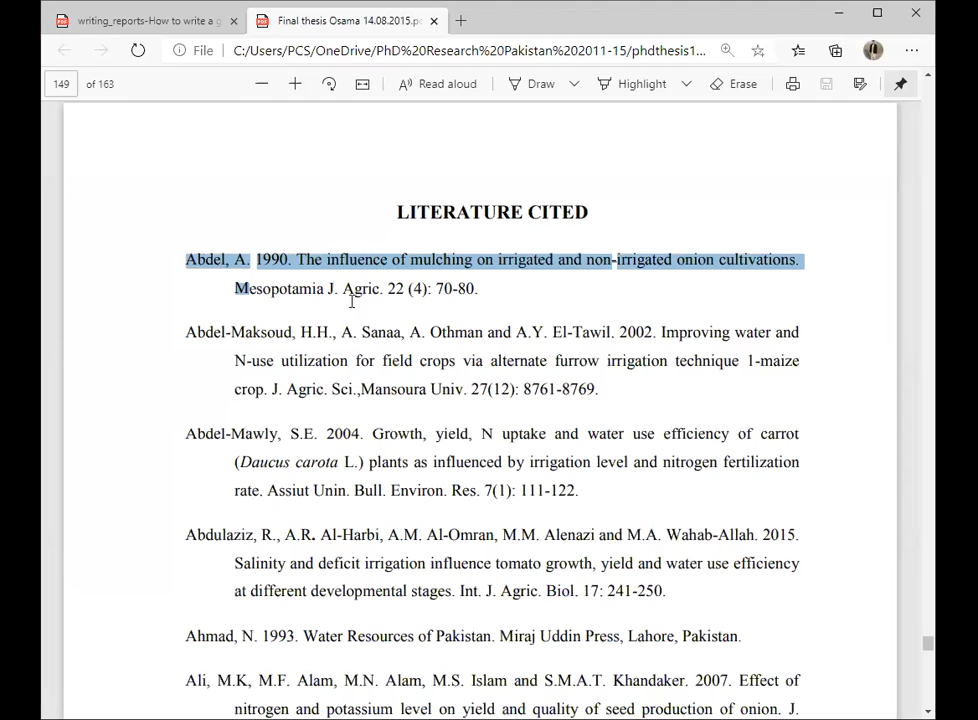 writing_reports-How to write a g
Final thesis Osama 14.08.2015.p
File C:/Users/PCS/OneDrive/PhD%20Research%20Pakistan%202011-15/phdthesis1...
149 of 163 Read aloud Draw Highlight Erase
LITERATURE CITED
Abdel, A. 1990. The influence of mulching on irrigated and non-irrigated onion cultivations.
Mesopotamia J. Agric. 22 (4): 70-80.
Abdel-Maksoud, H.H., A. Sanaa, A. Othman and A.Y. El-Tawil. 2002. Improving water and
N-use utilization for field crops via alternate furrow irrigation technique 1-maize
crop. J. Agric. Sci.,Mansoura Univ. 27(12): 8761-8769.
Abdel-Mawly, S.E. 2004. Growth, yield, N uptake and water use efficiency of carrot
(Daucus carota L.) plants as influenced by irrigation level and nitrogen fertilization
rate. Assiut Unin. Bull. Environ. Res. 7(1): 111-122.
Abdulaziz, R., A.R. Al-Harbi, A.M. Al-Omran, M.M. Alenazi and M.A. Wahab-Allah. 2015.
Salinity and deficit irrigation influence tomato growth, yield and water use efficiency
at different developmental stages. Int. J. Agric. Biol. 17: 241-250.
Ahmad, N. 1993. Water Resources of Pakistan. Miraj Uddin Press, Lahore, Pakistan.
Ali, M.K, M.F. Alam, M.N. Alam, M.S. Islam and S.M.A.T. Khandaker. 2007. Effect of
nitrogen and potassium level on yield and quality of seed production of onion. J.